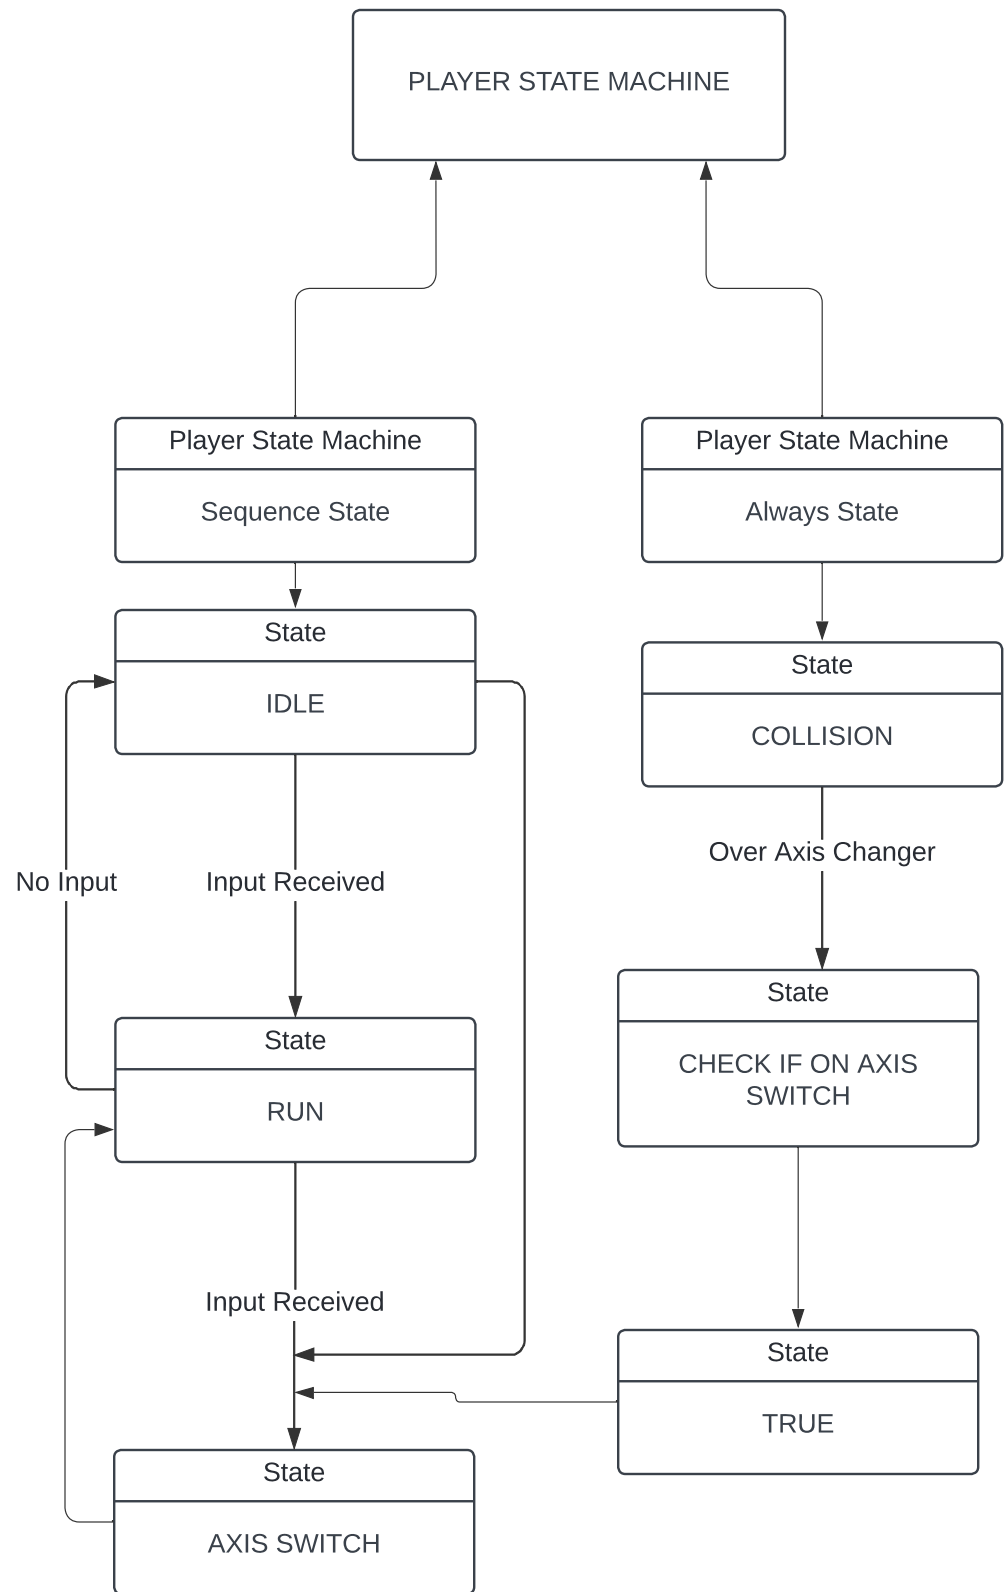 PLAYER STATE MACHINE
Player State Machine
Sequence State
Player State Machine
Always State
State
IDLE
State
COLLISION
Over Axis Changer
No Input
Input Received
State
CHECK IF ON AXIS
SWITCH
State
RUN
Input Received
State
TRUE
State
AXIS SWITCH